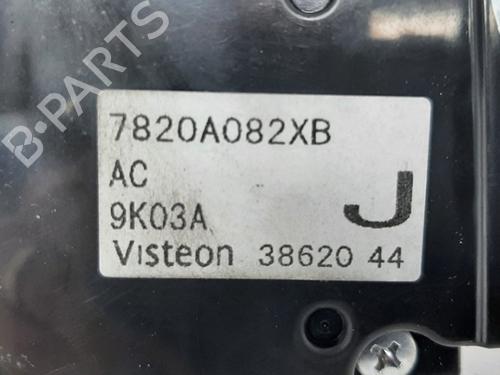 B-PARTS
7820A082XB
AC
9K03A J
Visteon 38620 44